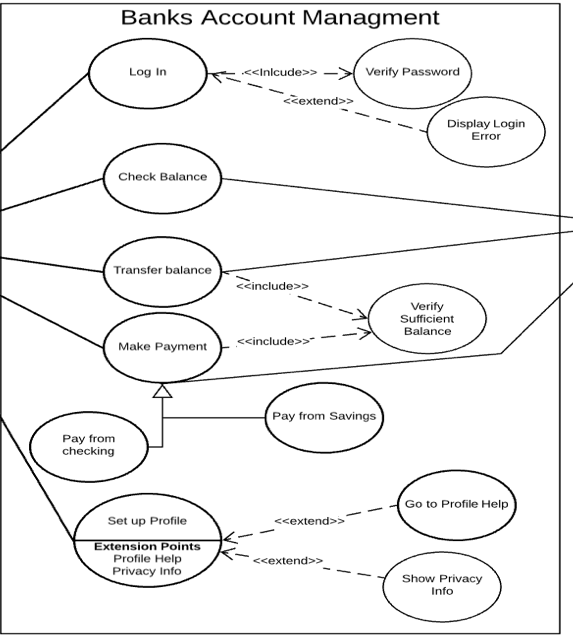 Banks Account Managment
Log In
<<Inlcude>>
Verify Password
<<extend>>
Display Login
Error
Check Balance
Transfer balance
<<include>>
Verify
Sufficient
Balance
Make Payment
<<include>>
Pay from Savings
Pay from
checking
Set up Profile
Extension Points
Profile Help
Privacy Info
<<extend>>
Go to Profile Help
<<extend>>
Show Privacy
Info